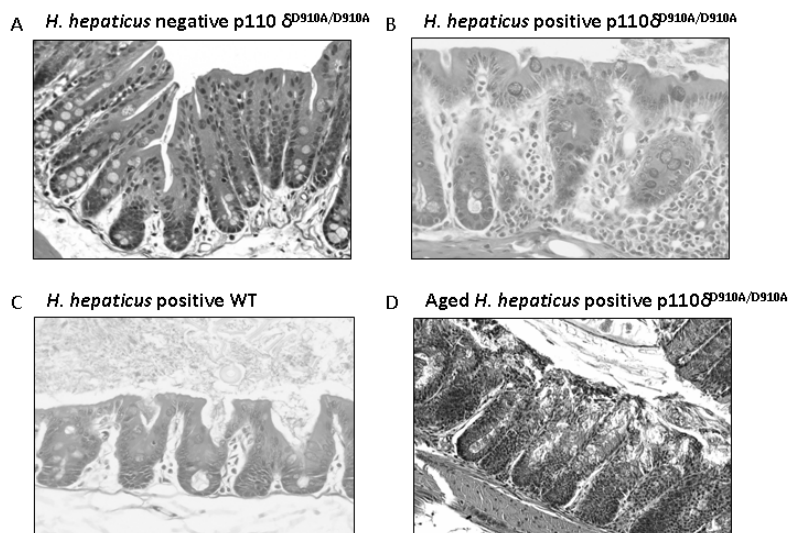 A H. hepaticus negative p110 δD910A/D910A
B H. hepaticus positive p110δD910A/D910A
C H. hepaticus positive WT
D Aged H. hepaticus positive p110δD910A/D910A